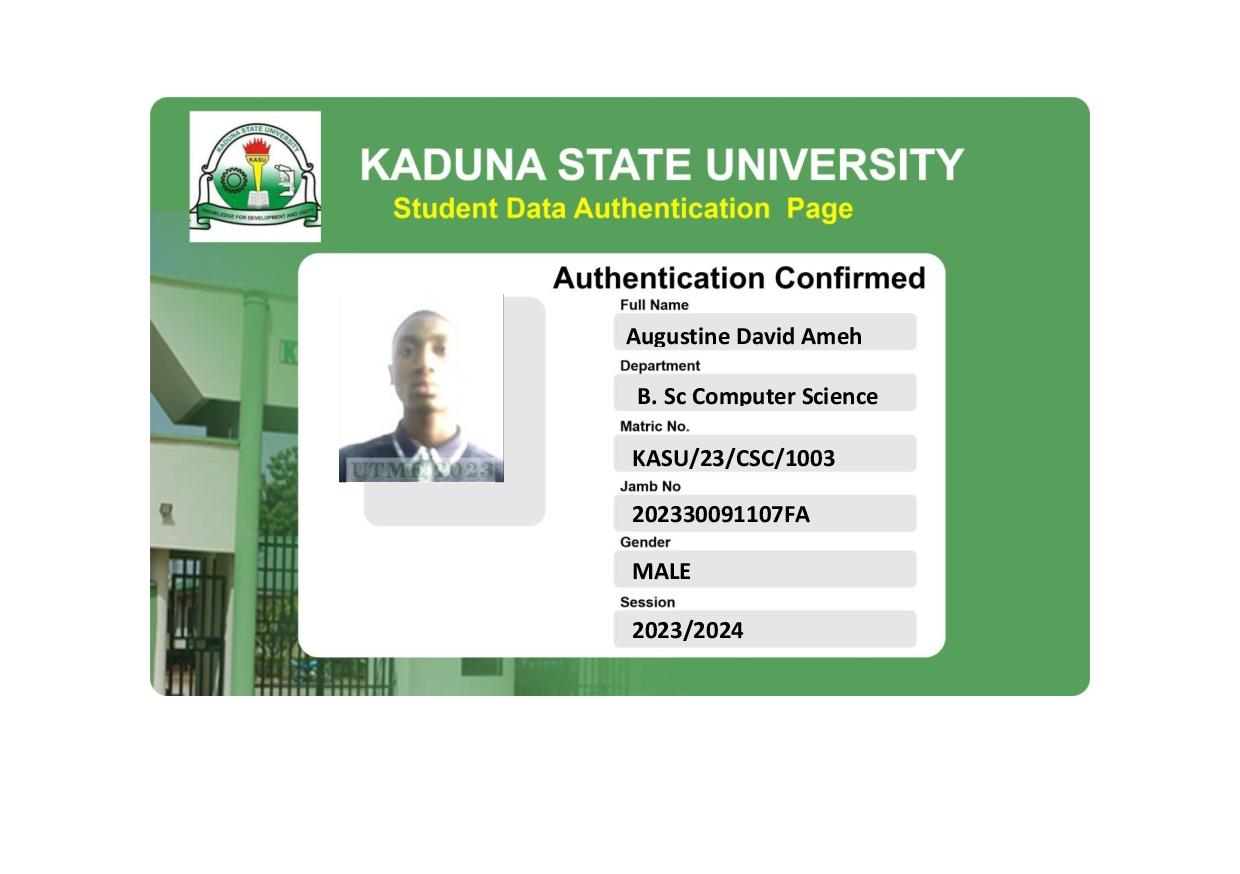 KADUNA STATE UNIVERSITY
KASU
KNOWLEDGE FOR DEVELOPMENT AND UNITY
KADUNA STATE UNIVERSITY
Student Data Authentication Page
Authentication Confirmed
Full Name
Augustine David Ameh
Department
B. Sc Computer Science
Matric No.
KASU/23/CSC/1003
Jamb No
202330091107FA
Gender
MALE
Session
2023/2024
UTME 2023
K